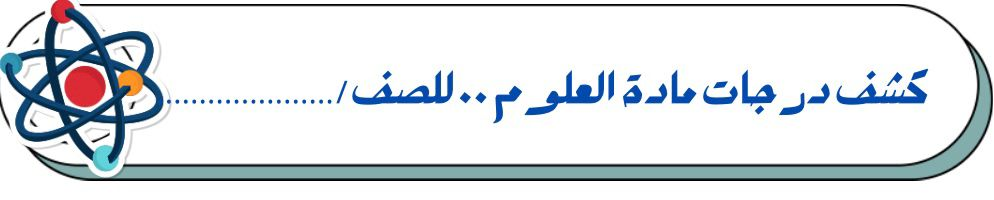 كشف درجات مادة العلوم .. للصف /.....................